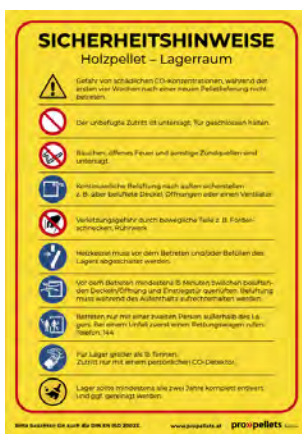 SICHERHEITSHINWEISE
Holzpellet – Lagerraum
Gefahr von schädlichen CO-Konzentrationen, während der
ersten vier Wochen nach einer neuen Pelletlieferung nicht
betreten.
Der unbefugte Zutritt ist untersagt, Tür geschlossen halten.
Rauchen, offenes Feuer und sonstige Zündquellen sind
untersagt.
Kontinuierliche Belüftung nach außen sicherstellen
z. B. über belüftete Deckel, Öffnungen oder einen Ventilator.
Verletzungsgefahr durch bewegliche Teile z. B. Förder-
schnecken, Rührwerk
Heizkessel muss vor dem Betreten und/oder Befüllen des
Lagers abgeschaltet werden.
Vor dem Betreten mindestens 15 Minuten zwischen belüften-
den Deckeln/Öffnung und Einstiegstür querlüften. Belüftung
muss während des Aufenthalts aufrechterhalten werden.
Betreten nur mit einer zweiten Person außerhalb des La-
gers. Bei einem Unfall zuerst einen Rettungswagen rufen:
Telefon: 144
Für Lager größer als 15 Tonnen:
Zutritt nur mit einem persönlichen CO-Detektor.
Lager sollte mindestens alle zwei Jahre komplett entleert
und ggf. gereinigt werden.
Bitte beachten Sie auch die DIN EN ISO 20023.
www.propellets.at
propellets